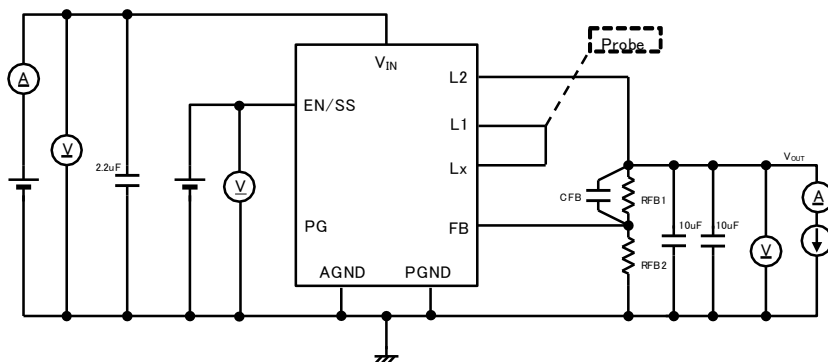 Probe
VIN
L2
A
EN/SS
L1
V
2.2uF
V
Lx
VOUT
CFB
RFB1
A
PG
FB
10uF
10uF
V
RFB2
AGND
PGND